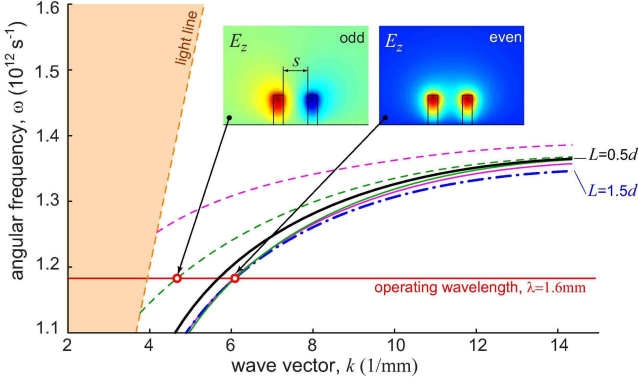 1.6
1.5
1.4
1.3
1.2
1.1
angular frequency, ω (10¹² s⁻¹)
light line
E_z odd
s
E_z even
L=0.5d
L=1.5d
operating wavelength, λ=1.6mm
2 4 6 8 10 12 14
wave vector, k (1/mm)